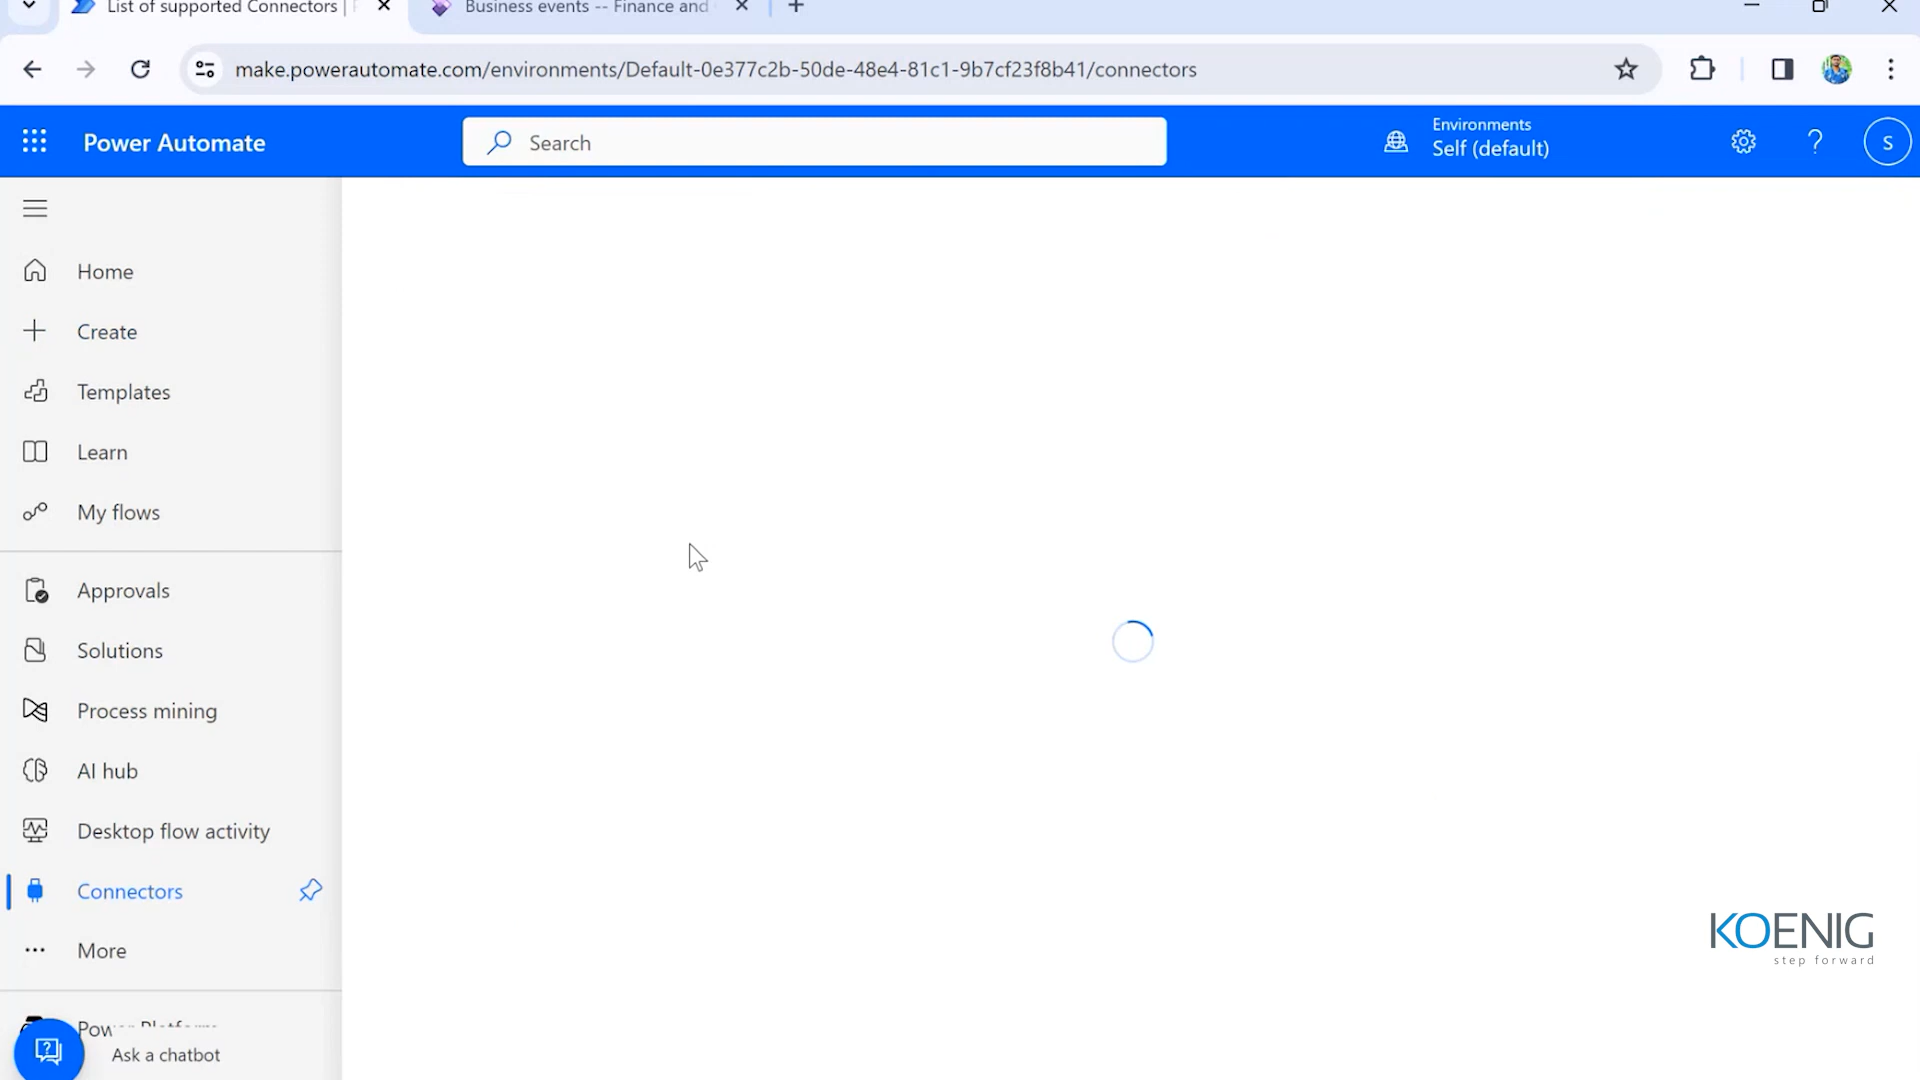 List of supported Connectors |
Business events -- Finance and
make.powerautomate.com/environments/Default-0e377c2b-50de-48e4-81c1-9b7cf23f8b41/connectors
Power Automate
Search
Environments
Self (default)
S
Home
Create
Templates
Learn
My flows
Approvals
Solutions
Process mining
AI hub
Desktop flow activity
Connectors
More
Ask a chatbot
KOENIG
step forward